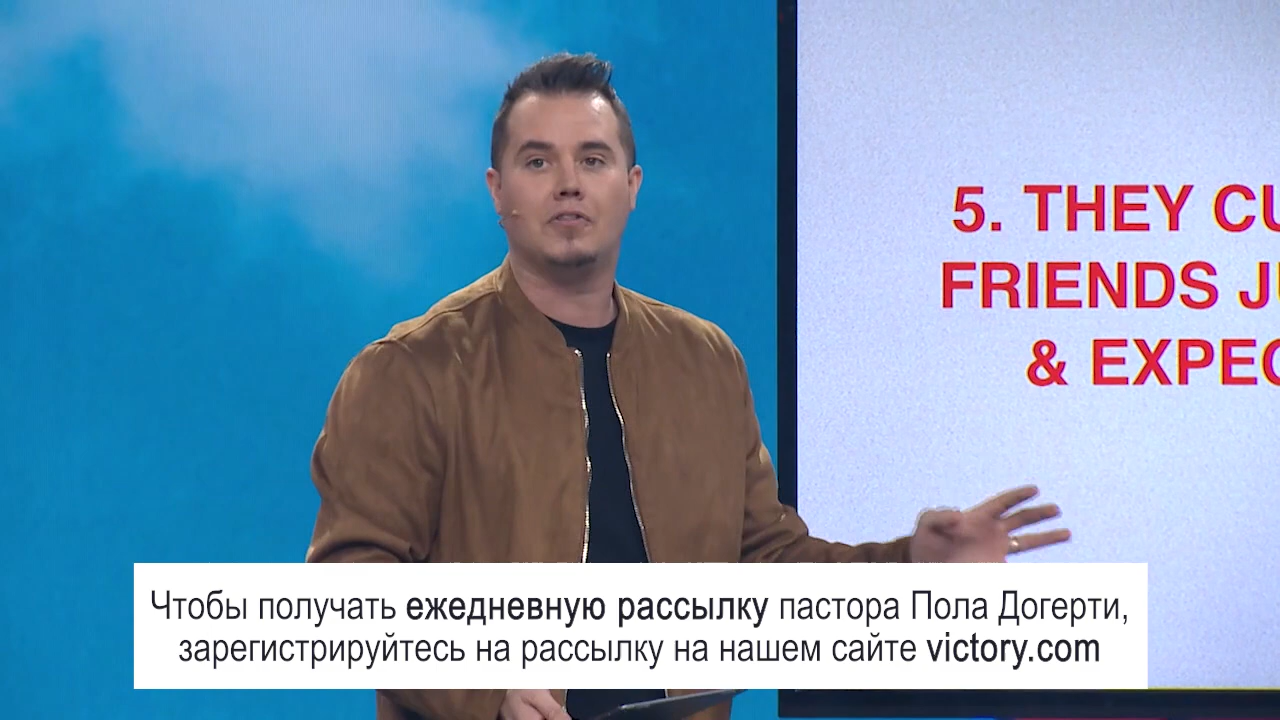 5. THEY
FRIENDS
&
Чтобы получать ежедневную рассылку пастора Пола Догерти,
зарегистрируйтесь на рассылку на нашем сайте victory.com